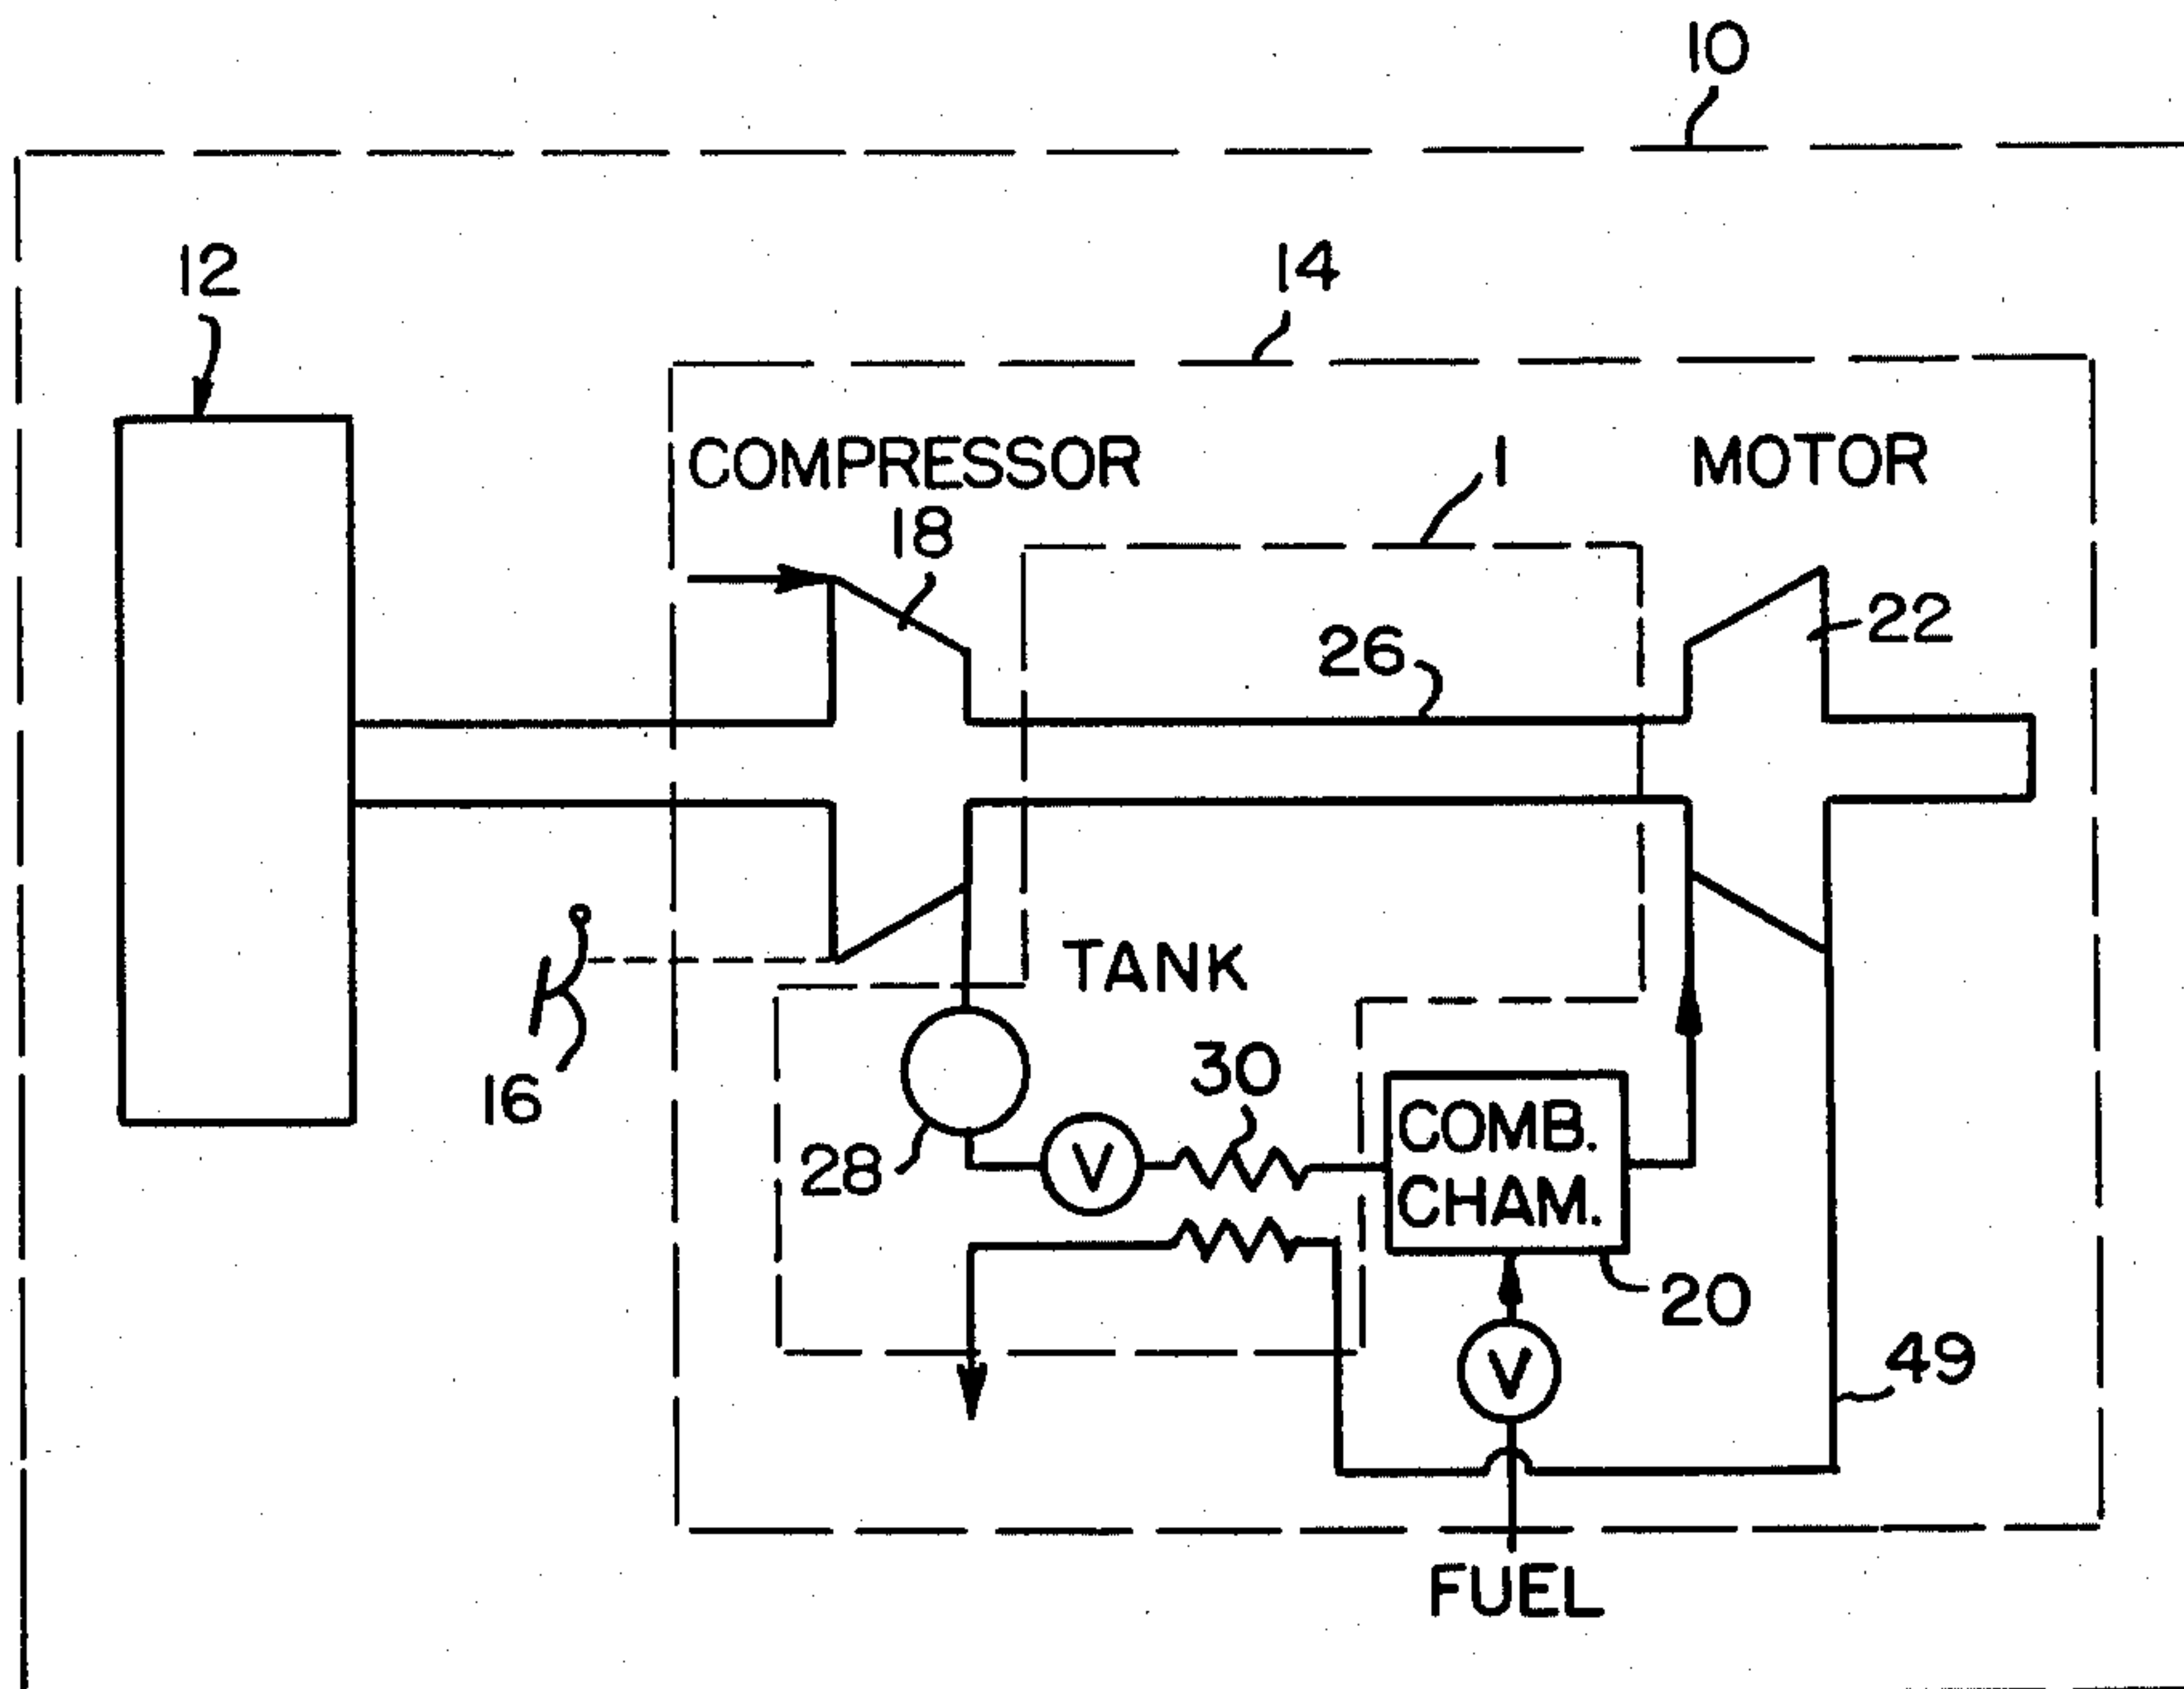 10
12
14
COMPRESSOR
1
MOTOR
18
22
26
TANK
16
30
28
V
COMB.
CHAM.
20
V
49
FUEL